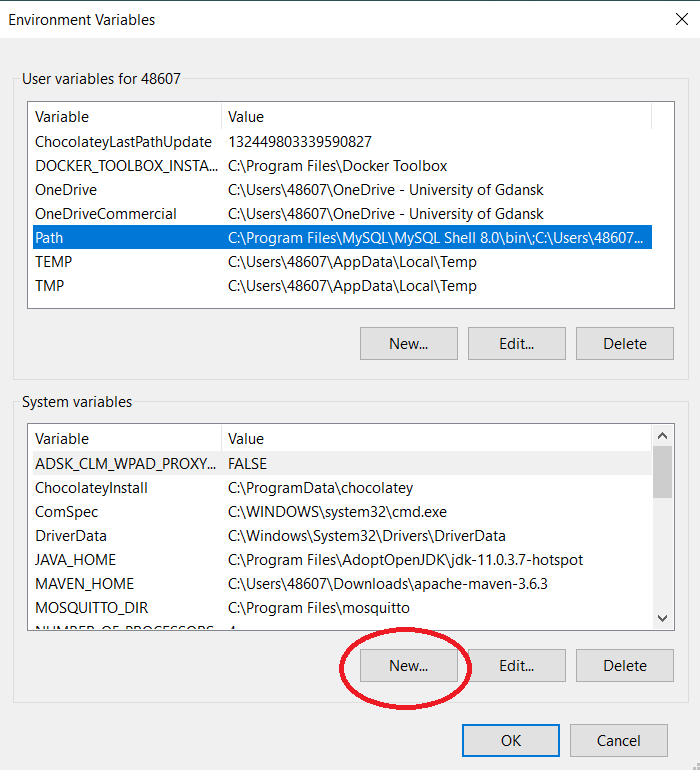 Environment Variables
User variables for 48607
Variable Value
ChocolateyLastPathUpdate 132449803339590827
DOCKER_TOOLBOX_INSTA... C:\Program Files\Docker Toolbox
OneDrive C:\Users\48607\OneDrive - University of Gdansk
OneDriveCommercial C:\Users\48607\OneDrive - University of Gdansk
Path C:\Program Files\MySQL\MySQL Shell 8.0\bin\;C:\Users\48607...
TEMP C:\Users\48607\AppData\Local\Temp
TMP C:\Users\48607\AppData\Local\Temp
New... Edit... Delete
System variables
Variable Value
ADSK_CLM_WPAD_PROXY... FALSE
ChocolateyInstall C:\ProgramData\chocolatey
ComSpec C:\WINDOWS\system32\cmd.exe
DriverData C:\Windows\System32\Drivers\DriverData
JAVA_HOME C:\Program Files\AdoptOpenJDK\jdk-11.0.3.7-hotspot
MAVEN_HOME C:\Users\48607\Downloads\apache-maven-3.6.3
MOSQUITTO_DIR C:\Program Files\mosquitto
NUMBER_OF_PROCESSORS 4
New... Edit... Delete
OK Cancel